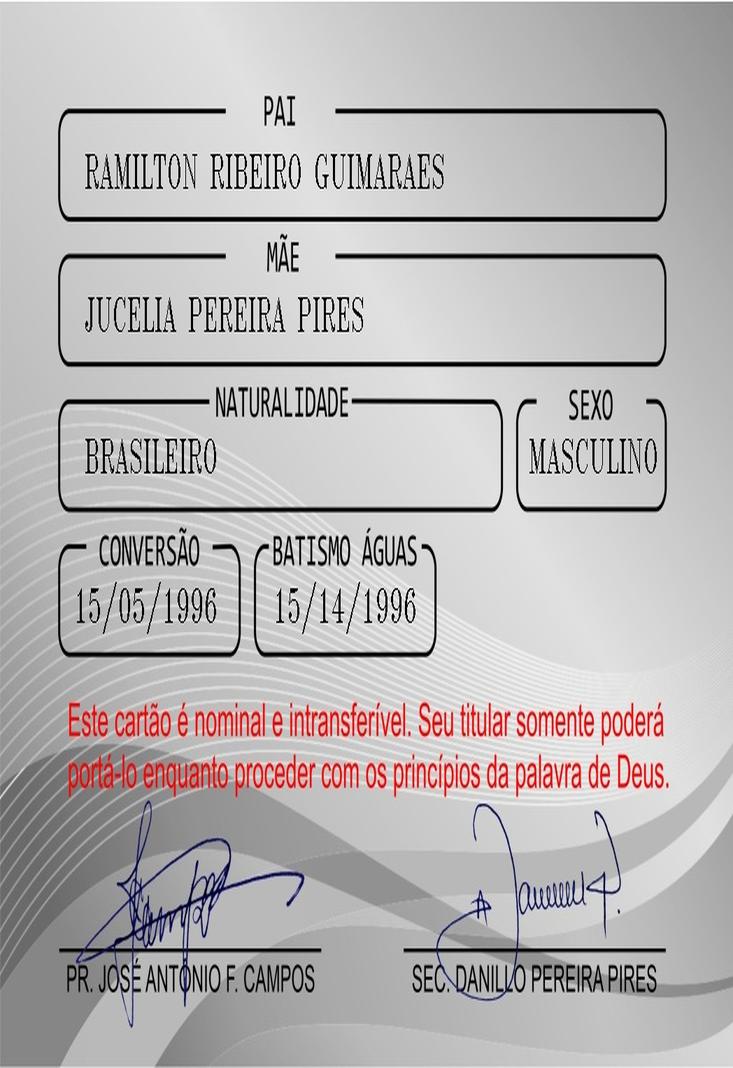 PAI
RAMILTON RIBEIRO GUIMARAES
MÃE
JUCELIA PEREIRA PIRES
NATURALIDADE
BRASILEIRO
SEXO
MASCULINO
CONVERSÃO
15/05/1996
BATISMO ÁGUAS
15/14/1996
Este cartão é nominal e intransferível. Seu titular somente poderá
portá-lo enquanto proceder com os princípios da palavra de Deus.
PR. JOSÉ ANTÔNIO F. CAMPOS
SEC. DANILLO PEREIRA PIRES